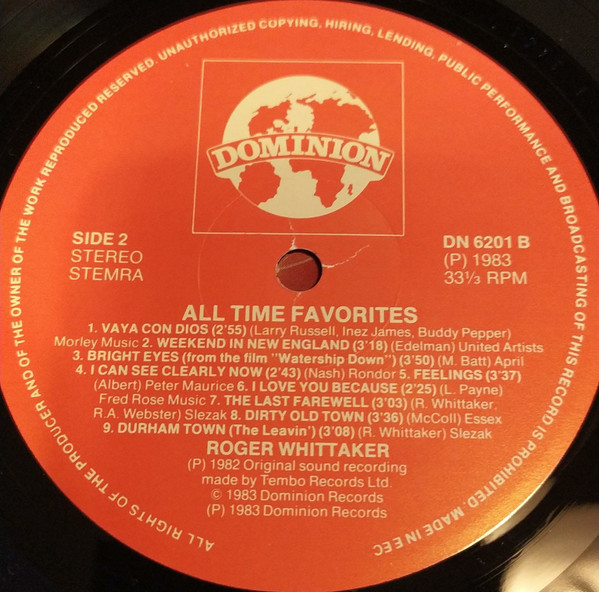 ALL RIGHTS OF THE PRODUCER AND OF THE OWNER OF THE WORK REPRODUCED RESERVED. UNAUTHORIZED COPYING, HIRING, LENDING, PUBLIC PERFORMANCE AND BROADCASTING OF THIS RECORD IS PROHIBITED. MADE IN EEC
DOMINION
SIDE 2
STEREO
STEMRA
DN 6201 B
(P) 1983
33⅓ RPM
ALL TIME FAVORITES
1. VAYA CON DIOS (2'55) (Larry Russell, Inez James, Buddy Pepper)
Morley Music 2. WEEKEND IN NEW ENGLAND (3'18) (Edelman) United Artists
3. BRIGHT EYES (from the film "Watership Down") (3'50) (M. Batt) April
4. I CAN SEE CLEARLY NOW (2'43) (Nash) Rondor 5. FEELINGS (3'37)
(Albert) Peter Maurice 6. I LOVE YOU BECAUSE (2'25) (L. Payne)
Fred Rose Music 7. THE LAST FAREWELL (3'03) (R. Whittaker.
R.A. Webster) Slezak 8. DIRTY OLD TOWN (3'36) (McColl) Essex
9. DURHAM TOWN (The Leavin') (3'08) (R. Whittaker) Slezak
ROGER WHITTAKER
(P) 1982 Original sound recording
made by Tembo Records Ltd.
© 1983 Dominion Records
(P) 1983 Dominion Records